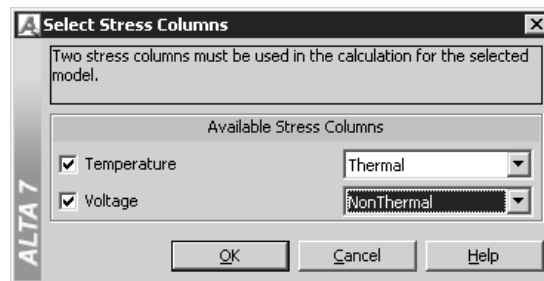 Select Stress Columns
Two stress columns must be used in the calculation for the selected
model.
Available Stress Columns
Temperature Thermal
Voltage NonThermal
ALTA 7
OK Cancel Help